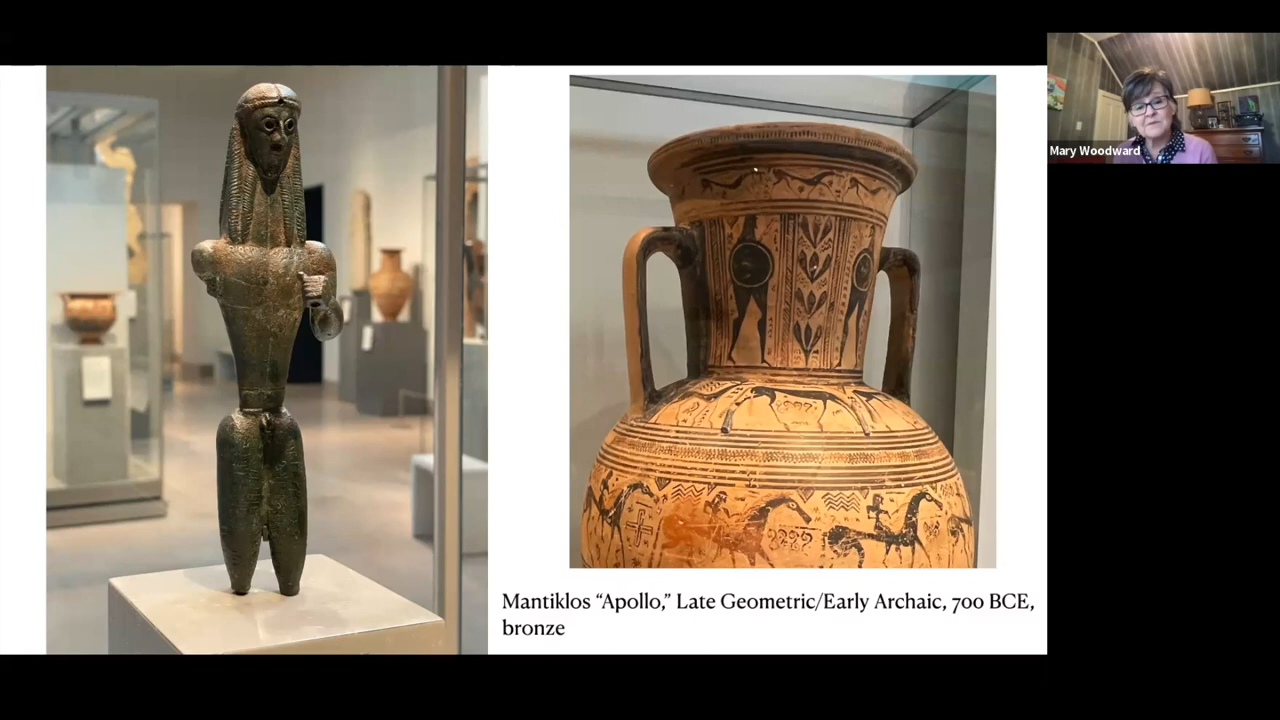 Mary Woodward
Mantiklos “Apollo,” Late Geometric/Early Archaic, 700 BCE,
bronze